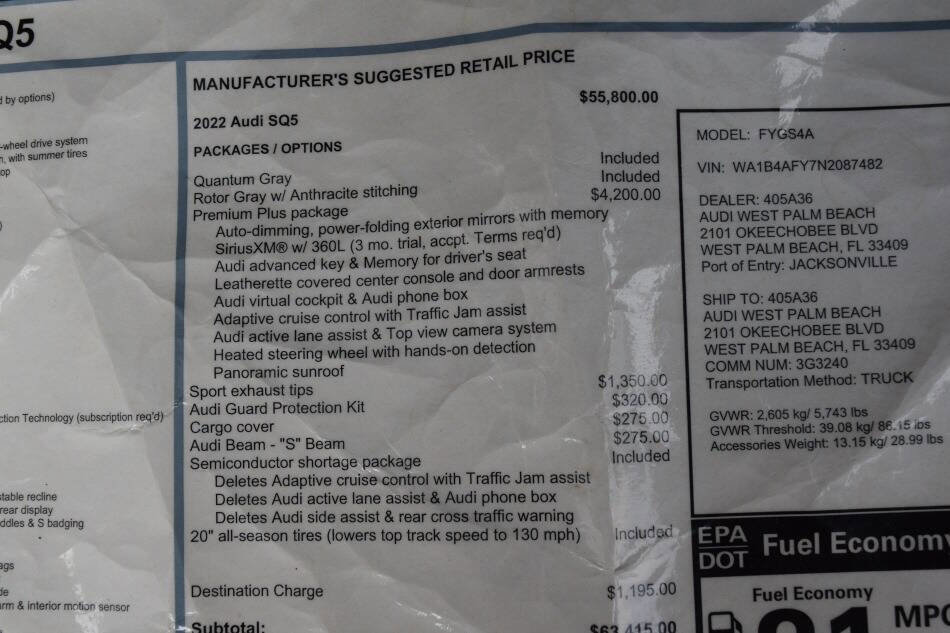 Q5
d by options)
-wheel drive system
n, with summer tires
op
ction Technology (subscription req'd)
stable recline
rear display
ddles & S badging
ags
de
rm & interior motion sensor
MANUFACTURER'S SUGGESTED RETAIL PRICE
2022 Audi SQ5 $55,800.00
PACKAGES / OPTIONS
Quantum Gray Included
Rotor Gray w/ Anthracite stitching Included
Premium Plus package $4,200.00
Auto-dimming, power-folding exterior mirrors with memory
SiriusXM® w/ 360L (3 mo. trial, accpt. Terms req'd)
Audi advanced key & Memory for driver's seat
Leatherette covered center console and door armrests
Audi virtual cockpit & Audi phone box
Adaptive cruise control with Traffic Jam assist
Audi active lane assist & Top view camera system
Heated steering wheel with hands-on detection
Panoramic sunroof
Sport exhaust tips $1,350.00
Audi Guard Protection Kit $320.00
Cargo cover $275.00
Audi Beam - "S" Beam $275.00
Semiconductor shortage package Included
Deletes Adaptive cruise control with Traffic Jam assist
Deletes Audi active lane assist & Audi phone box
Deletes Audi side assist & rear cross traffic warning
20" all-season tires (lowers top track speed to 130 mph) Included
Destination Charge $1,195.00
Subtotal: $63,415.00
MODEL: FYGS4A
VIN: WA1B4AFY7N2087482
DEALER: 405A36
AUDI WEST PALM BEACH
2101 OKEECHOBEE BLVD
WEST PALM BEACH, FL 33409
Port of Entry: JACKSONVILLE
SHIP TO: 405A36
AUDI WEST PALM BEACH
2101 OKEECHOBEE BLVD
WEST PALM BEACH, FL 33409
COMM NUM: 3G3240
Transportation Method: TRUCK
GVWR: 2,605 kg/ 5,743 lbs
GVWR Threshold: 39.08 kg/ 86.15 lbs
Accessories Weight: 13.15 kg/ 28.99 lbs
EPA
DOT
Fuel Economy
Fuel Economy
21 MPG